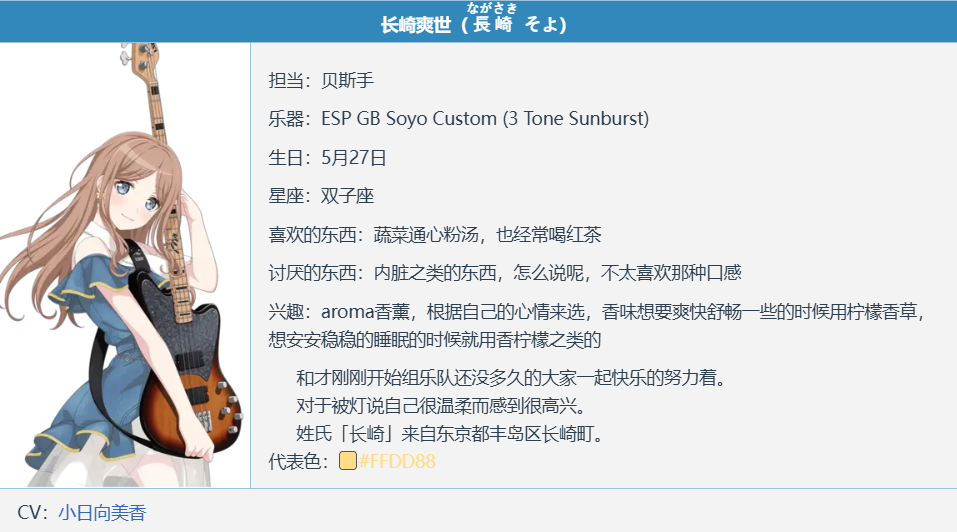 长崎爽世（長崎 そよ）
ながさき
担当：贝斯手
乐器：ESP GB Soyo Custom (3 Tone Sunburst)
生日：5月27日
星座：双子座
喜欢的东西：蔬菜通心粉汤，也经常喝红茶
讨厌的东西：内脏之类的东西，怎么说呢，不太喜欢那种口感
兴趣：aroma香薰，根据自己的心情来选，香味想要爽快舒畅一些的时候用柠檬香草，
想安安稳稳的睡眠的时候就用香柠檬之类的
和才刚刚开始组乐队还没多久的大家一起快乐的努力着。
对于被灯说自己很温柔而感到很高兴。
姓氏「长崎」来自东京都丰岛区长崎町。
代表色：#FFDD88
CV：小日向美香